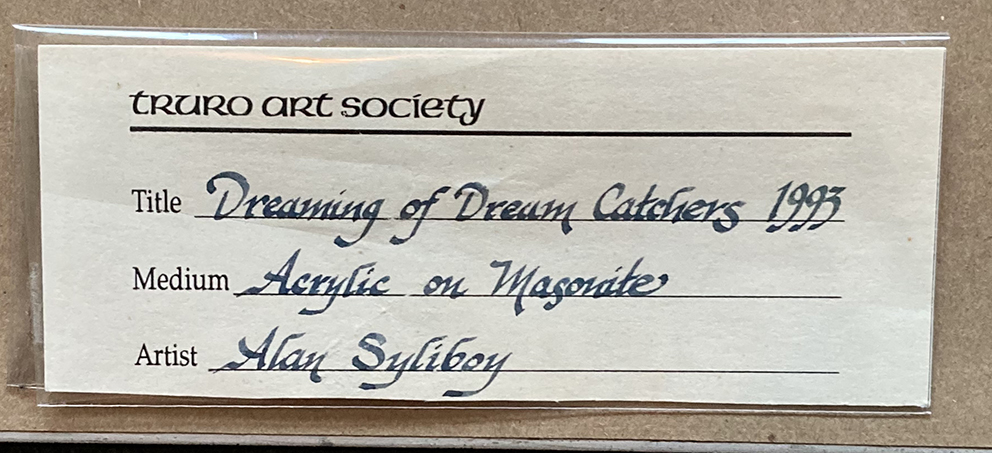 truro art society
Title Dreaming of Dream Catchers 1993
Medium Acrylic on Masonite
Artist Alan Syliboy